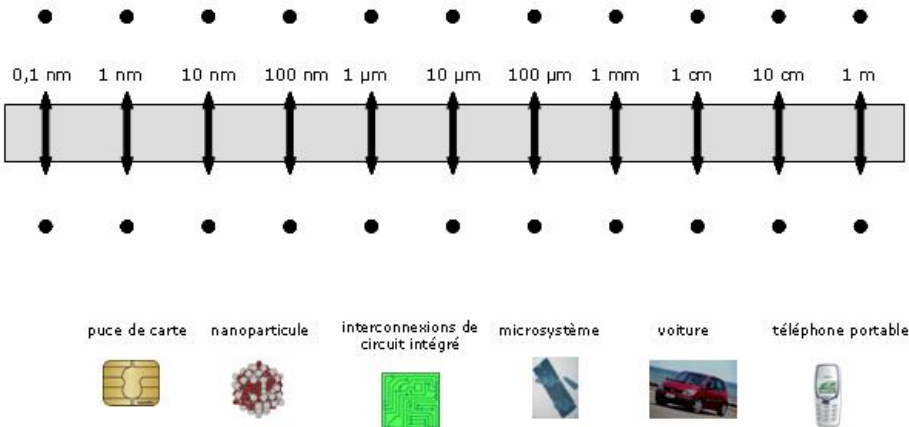 0,1 nm 1 nm 10 nm 100 nm 1 µm 10 µm 100 µm 1 mm 1 cm 10 cm 1 m
puce de carte nanoparticule interconnexions de circuit intégré microsystème voiture téléphone portable